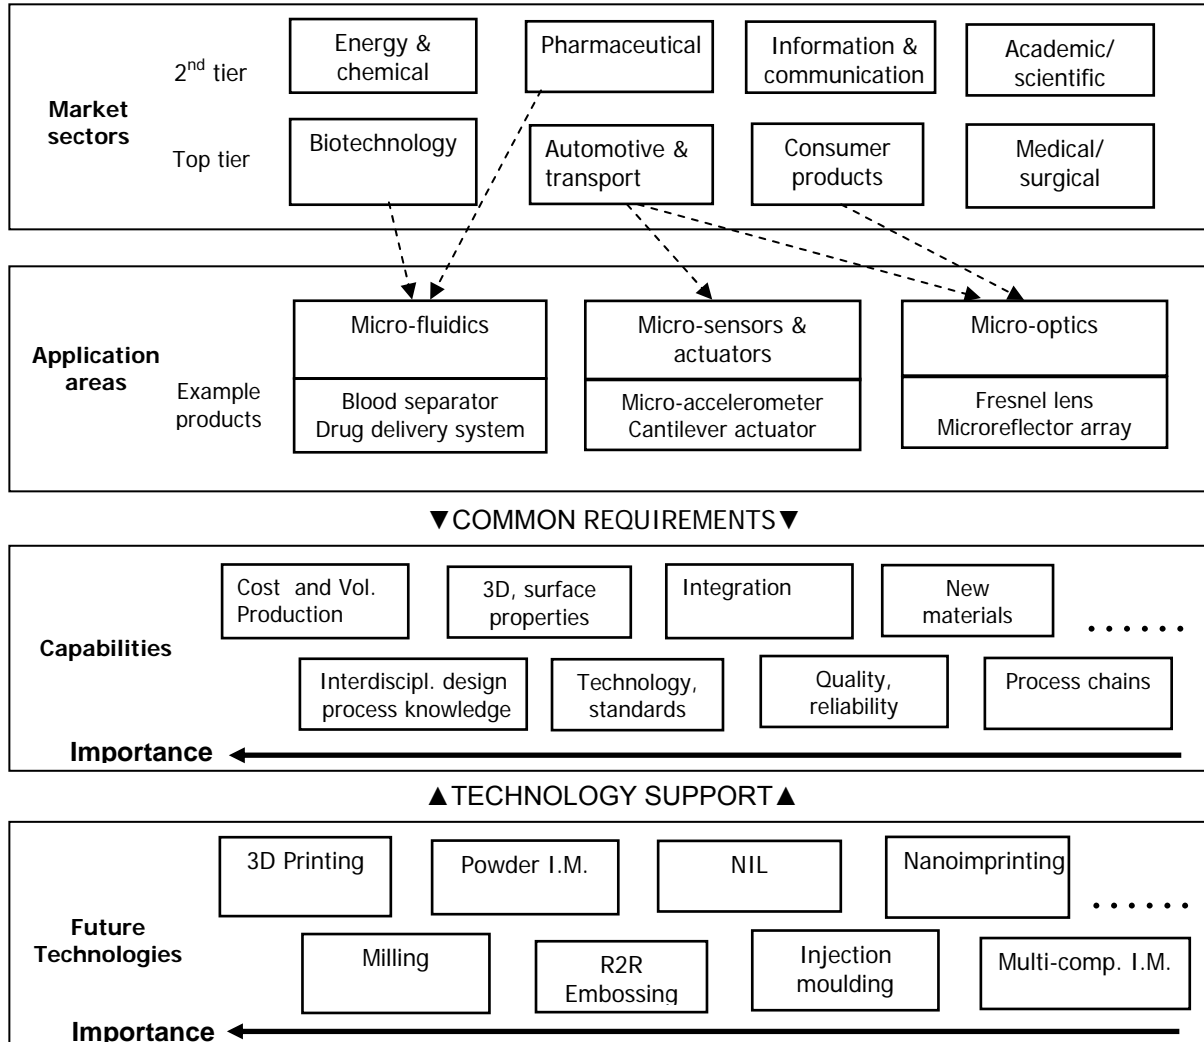 Market
sectors
2nd tier
Energy &
chemical
Pharmaceutical
Information &
communication
Academic/
scientific
Top tier
Biotechnology
Automotive &
transport
Consumer
products
Medical/
surgical
Application
areas
Micro-fluidics
Micro-sensors &
actuators
Micro-optics
Example
products
Blood separator
Drug delivery system
Micro-accelerometer
Cantilever actuator
Fresnel lens
Microreflector array
▼COMMON REQUIREMENTS▼
Capabilities
Cost and Vol.
Production
3D, surface
properties
Integration
New
materials
......
Interdiscipl. design
process knowledge
Technology,
standards
Quality,
reliability
Process chains
Importance
▲TECHNOLOGY SUPPORT▲
Future
Technologies
3D Printing
Powder I.M.
NIL
Nanoimprinting
......
Milling
R2R
Embossing
Injection
moulding
Multi-comp. I.M.
Importance